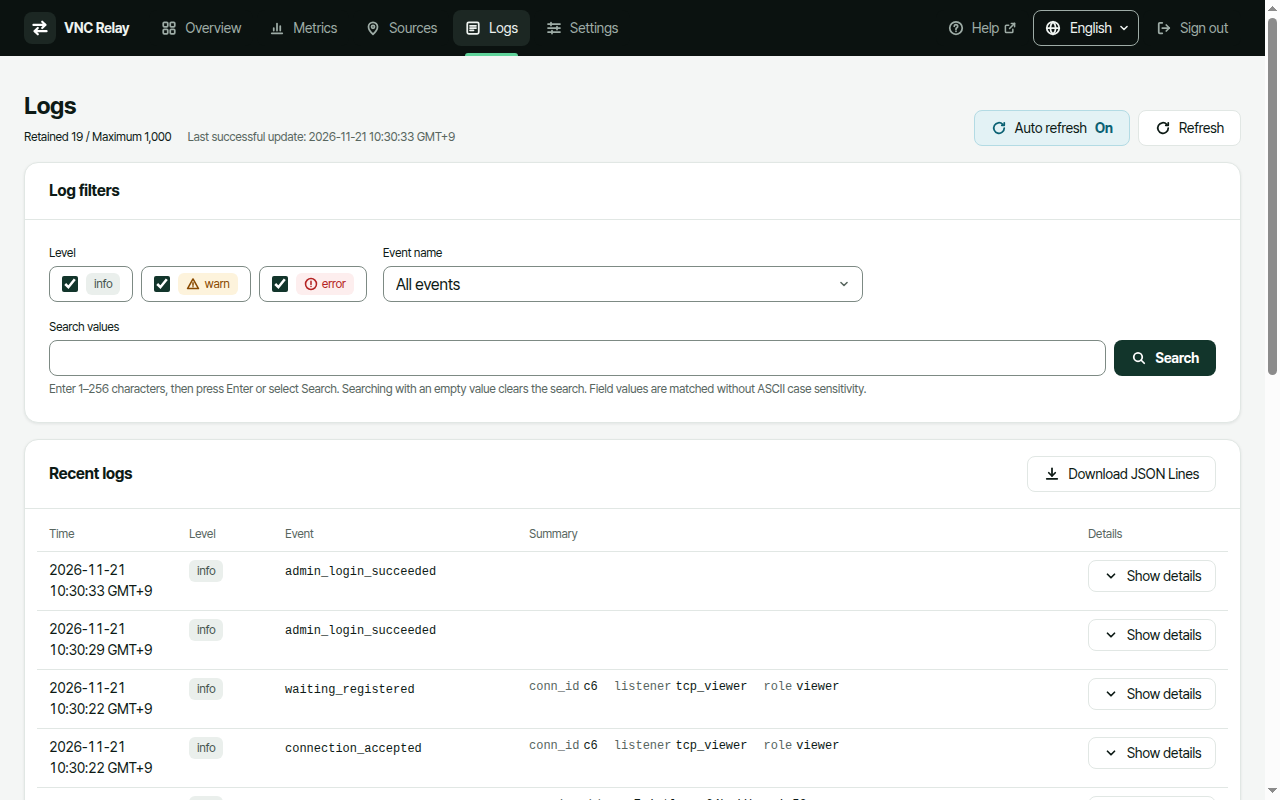 VNC Relay Overview Metrics Sources Logs Settings Help English Sign out
Logs
Retained 19 / Maximum 1,000 Last successful update: 2026-11-21 10:30:33 GMT+9
Auto refresh On Refresh
Log filters
Level Event name
info warn error All events
Search values
Search
Enter 1–256 characters, then press Enter or select Search. Searching with an empty value clears the search. Field values are matched without ASCII case sensitivity.
Recent logs Download JSON Lines
Time Level Event Summary Details
2026-11-21
10:30:33 GMT+9 info admin_login_succeeded Show details
2026-11-21
10:30:29 GMT+9 info admin_login_succeeded Show details
2026-11-21
10:30:22 GMT+9 info waiting_registered conn_id c6 listener tcp_viewer role viewer Show details
2026-11-21
10:30:22 GMT+9 info connection_accepted conn_id c6 listener tcp_viewer role viewer Show details